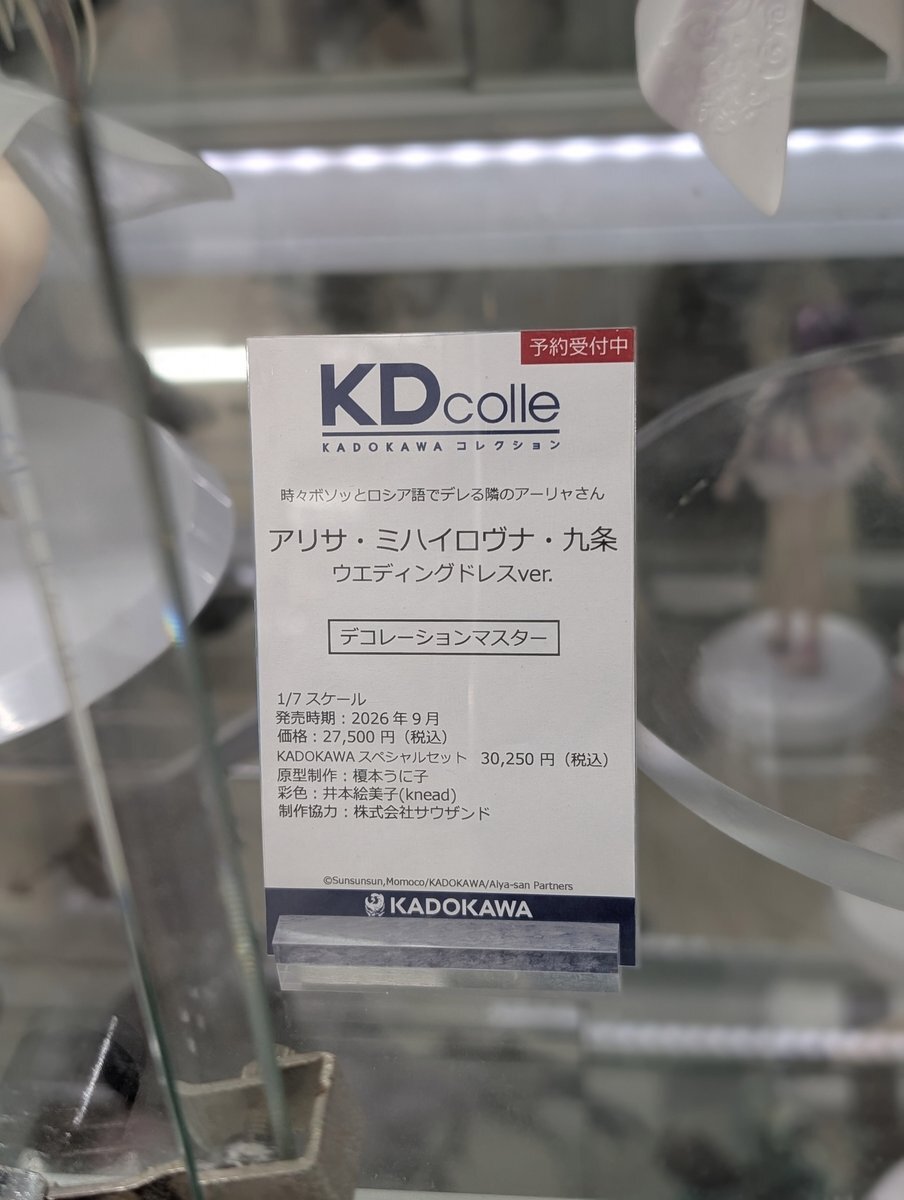 予約受付中
KDcolle
KADOKAWA コレクション
時々ボソッとロシア語でデレる隣のアーリャさん
アリサ・ミハイロヴナ・九条
ウエディングドレスver.
デコレーションマスター
1/7 スケール
発売時期：2026 年 9 月
価格：27,500 円（税込）
KADOKAWA スペシャルセット 30,250 円（税込）
原型制作：榎本うに子
彩色：井本絵美子(knead)
制作協力：株式会社サウザンド
©Sunsunsun,Momoco/KADOKAWA/Alya-san Partners
KADOKAWA